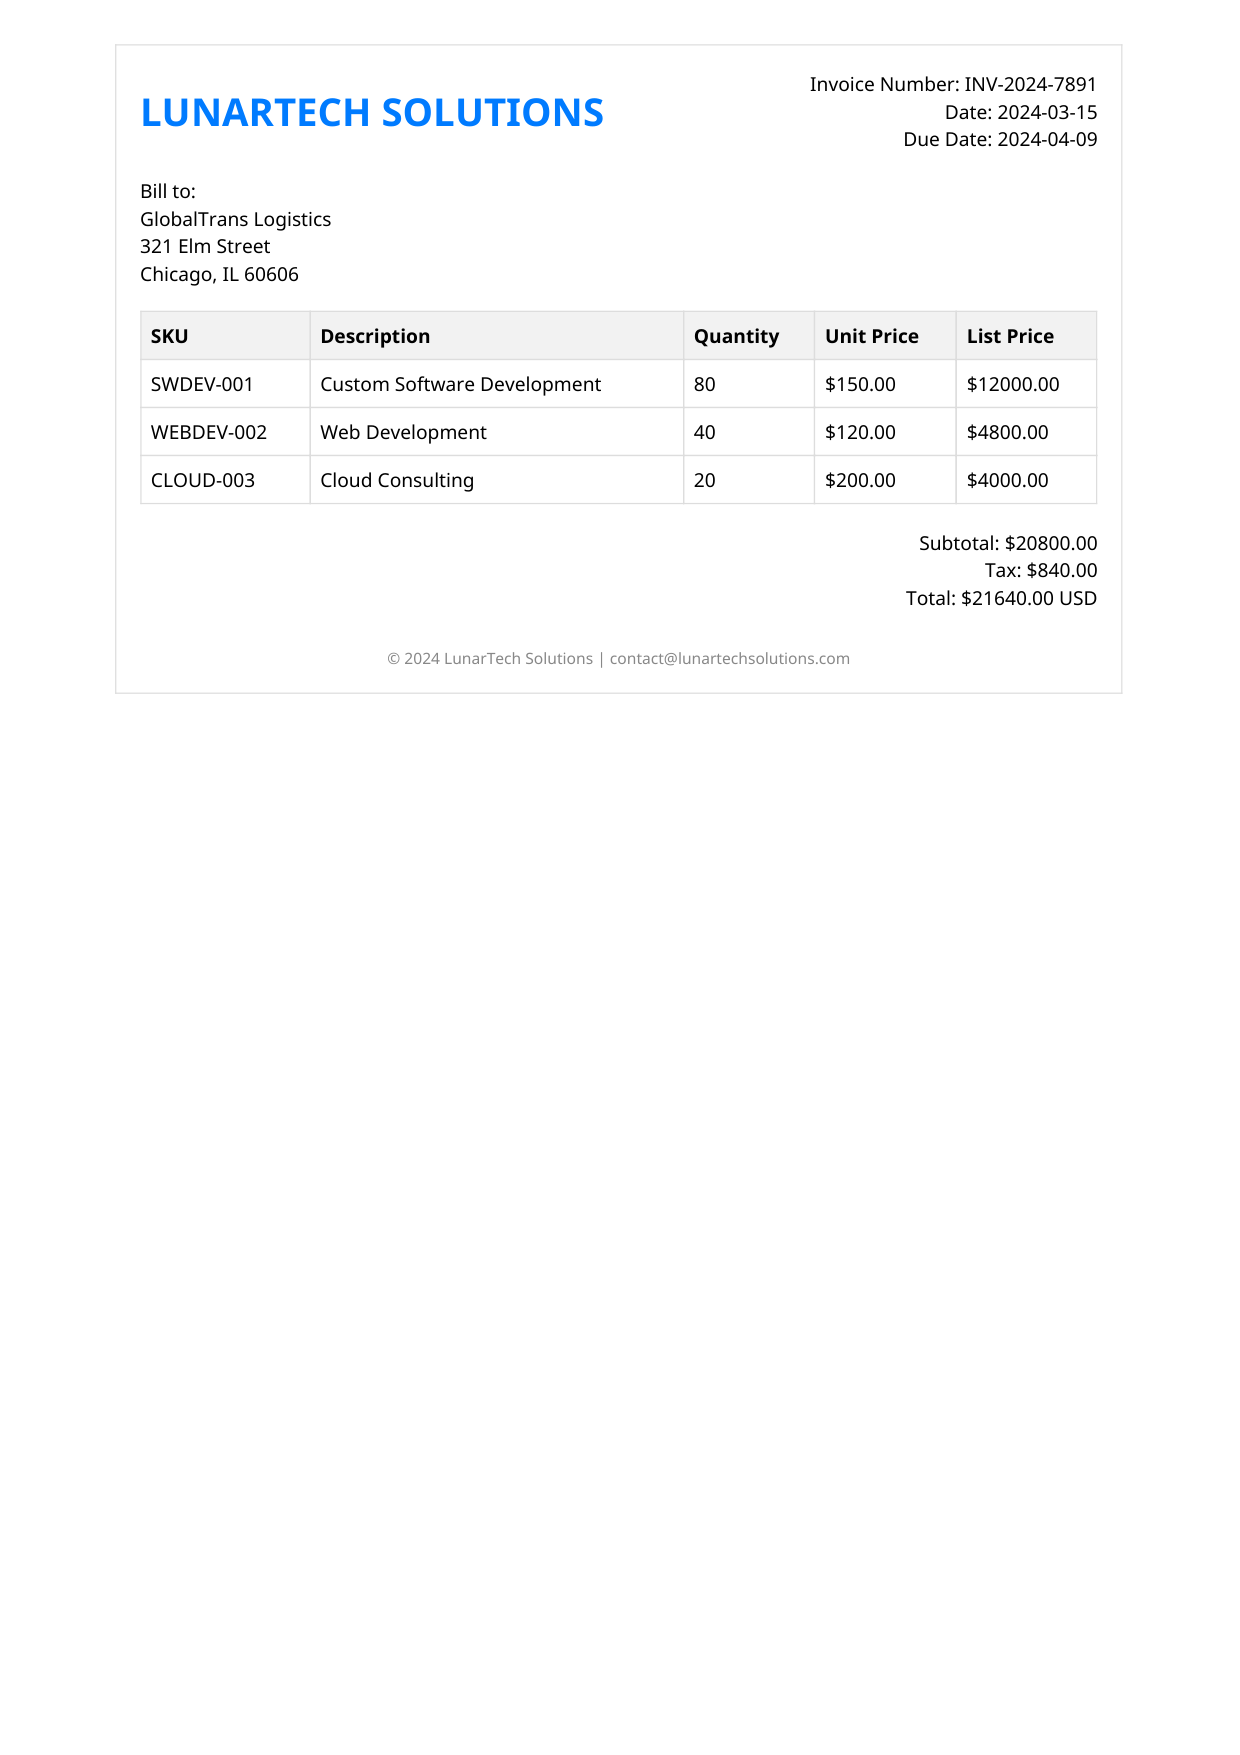 LUNARTECH SOLUTIONS
Invoice Number: INV-2024-7891
Date: 2024-03-15
Due Date: 2024-04-09
Bill to:
GlobalTrans Logistics
321 Elm Street
Chicago, IL 60606
SKU Description Quantity Unit Price List Price
SWDEV-001 Custom Software Development 80 $150.00 $12000.00
WEBDEV-002 Web Development 40 $120.00 $4800.00
CLOUD-003 Cloud Consulting 20 $200.00 $4000.00
Subtotal: $20800.00
Tax: $840.00
Total: $21640.00 USD
© 2024 LunarTech Solutions | contact@lunartechsolutions.com